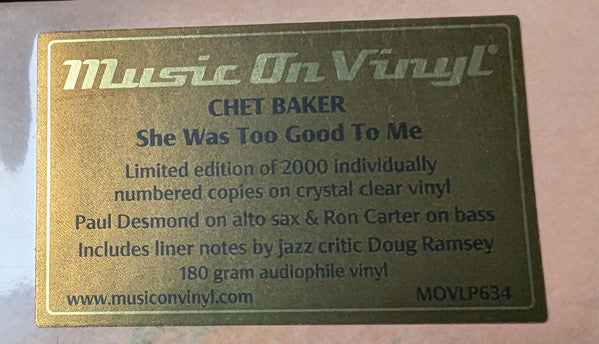 Music On Vinyl®
CHET BAKER
She Was Too Good To Me
Limited edition of 2000 individually
numbered copies on crystal clear vinyl
Paul Desmond on alto sax & Ron Carter on bass
Includes liner notes by jazz critic Doug Ramsey
180 gram audiophile vinyl
www.musiconvinyl.com MOVLP634